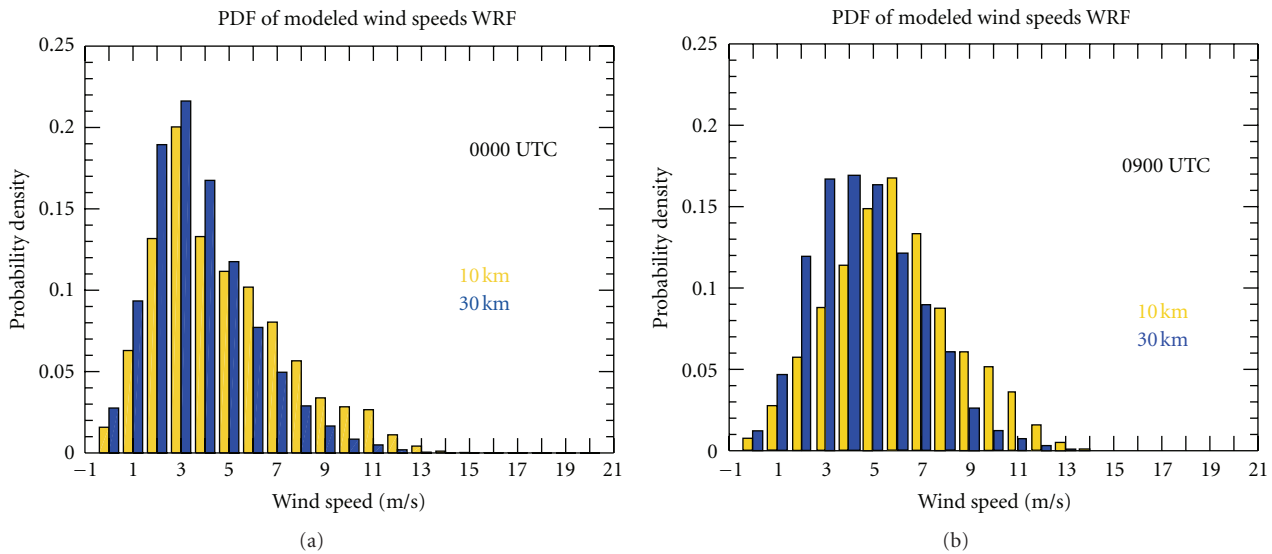 PDF of modeled wind speeds WRF
0.25
0.2
0.15
0.1
0.05
0
Probability density
0000 UTC
10 km
30 km
−1 3 5 7 9 11 13 15 17 19 21
Wind speed (m/s)
(a)
PDF of modeled wind speeds WRF
0.25
0.2
0.15
0.1
0.05
0
Probability density
0900 UTC
10 km
30 km
−1 1 3 5 7 9 11 13 15 17 19 21
Wind speed (m/s)
(b)